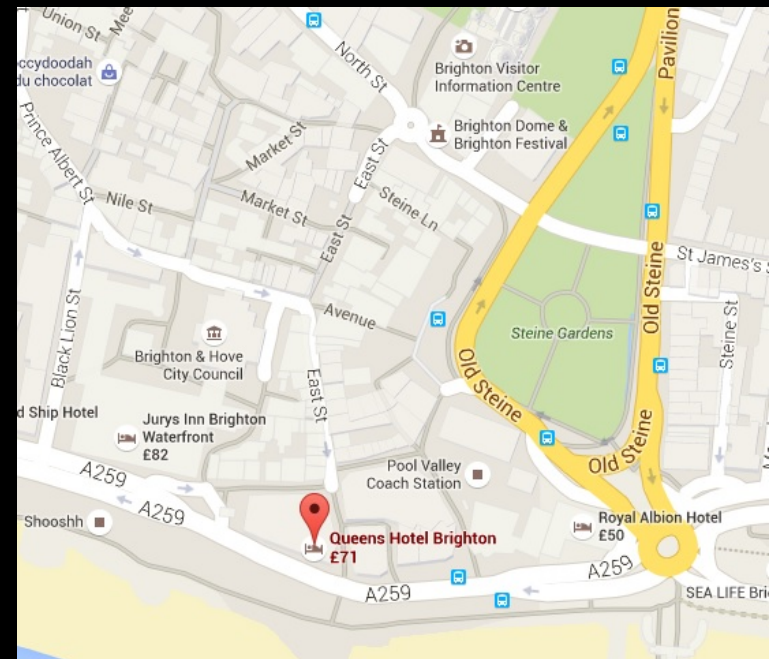 Union St
Mee
North St
Pavilion
occydoodah
du chocolat
Brighton Visitor
Information Centre
Brighton Dome &
Brighton Festival
Market St
East St
Prince Albert St
Nile St
Market St
Steine Ln
East St
St James's S
Avenue
Steine Gardens
Old Steine
Steine St
Black Lion St
Brighton & Hove
City Council
East St
Old Steine
d Ship Hotel
Jurys Inn Brighton
Waterfront
£82
Old Steine
Pool Valley
Coach Station
A259
A259
Shooshh
Queens Hotel Brighton
£71
Royal Albion Hotel
£50
A259
A259
SEA LIFE Bri